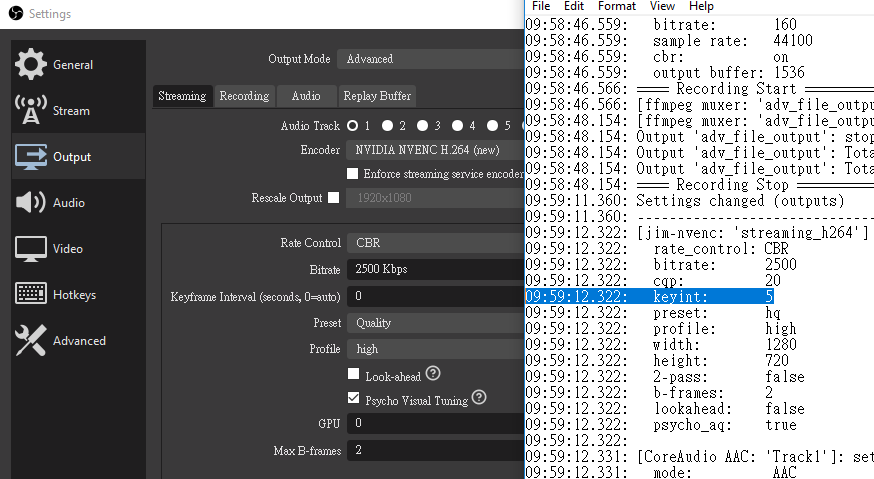 Settings
General
Stream
Output
Audio
Video
Hotkeys
Advanced
Output Mode Advanced
Streaming Recording Audio Replay Buffer
Audio Track 1 2 3 4 5
Encoder NVIDIA NVENC H.264 (new)
Enforce streaming service encoder
Rescale Output 1920x1080
Rate Control CBR
Bitrate 2500 Kbps
Keyframe Interval (seconds, 0=auto) 0
Preset Quality
Profile high
Look-ahead ?
Psycho Visual Tuning ?
GPU 0
Max B-frames 2
File Edit Format View Help
09:58:46.559: bitrate: 160
09:58:46.559: sample rate: 44100
09:58:46.559: cbr: on
09:58:46.559: output buffer: 1536
09:58:46.566: ==== Recording Start ====
09:58:46.566: [ffmpeg muxer: 'adv_file_outpu
09:58:48.154: [ffmpeg muxer: 'adv_file_outpu
09:58:48.154: Output 'adv_file_output': stop
09:58:48.154: Output 'adv_file_output': Tota
09:58:48.154: Output 'adv_file_output': Tota
09:58:48.154: ==== Recording Stop ====
09:59:11.360: Settings changed (outputs)
09:59:11.360: ------------------------------
09:59:12.322: [jim-nvenc: 'streaming_h264']
09:59:12.322: rate_control: CBR
09:59:12.322: bitrate: 2500
09:59:12.322: cqp: 20
09:59:12.322: keyint: 5
09:59:12.322: preset: hq
09:59:12.322: profile: high
09:59:12.322: width: 1280
09:59:12.322: height: 720
09:59:12.322: 2-pass: false
09:59:12.322: b-frames: 2
09:59:12.322: lookahead: false
09:59:12.322: psycho_aq: true
09:59:12.322:
09:59:12.331: [CoreAudio AAC: 'Track1']: set
09:59:12.331: mode: AAC